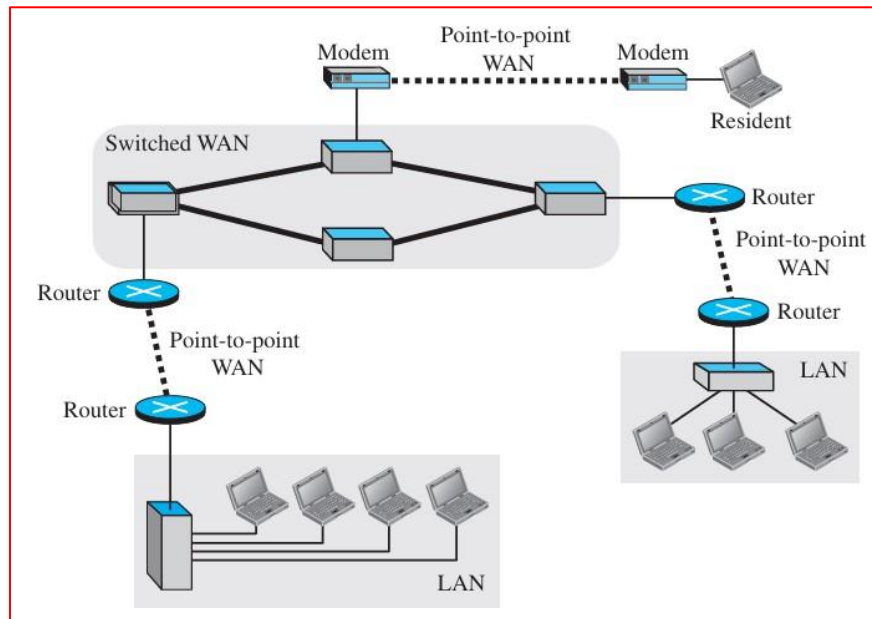 Point-to-point
WAN
Modem
Modem
Resident
Switched WAN
Router
Point-to-point
WAN
Router
Router
Point-to-point
WAN
Router
LAN
LAN